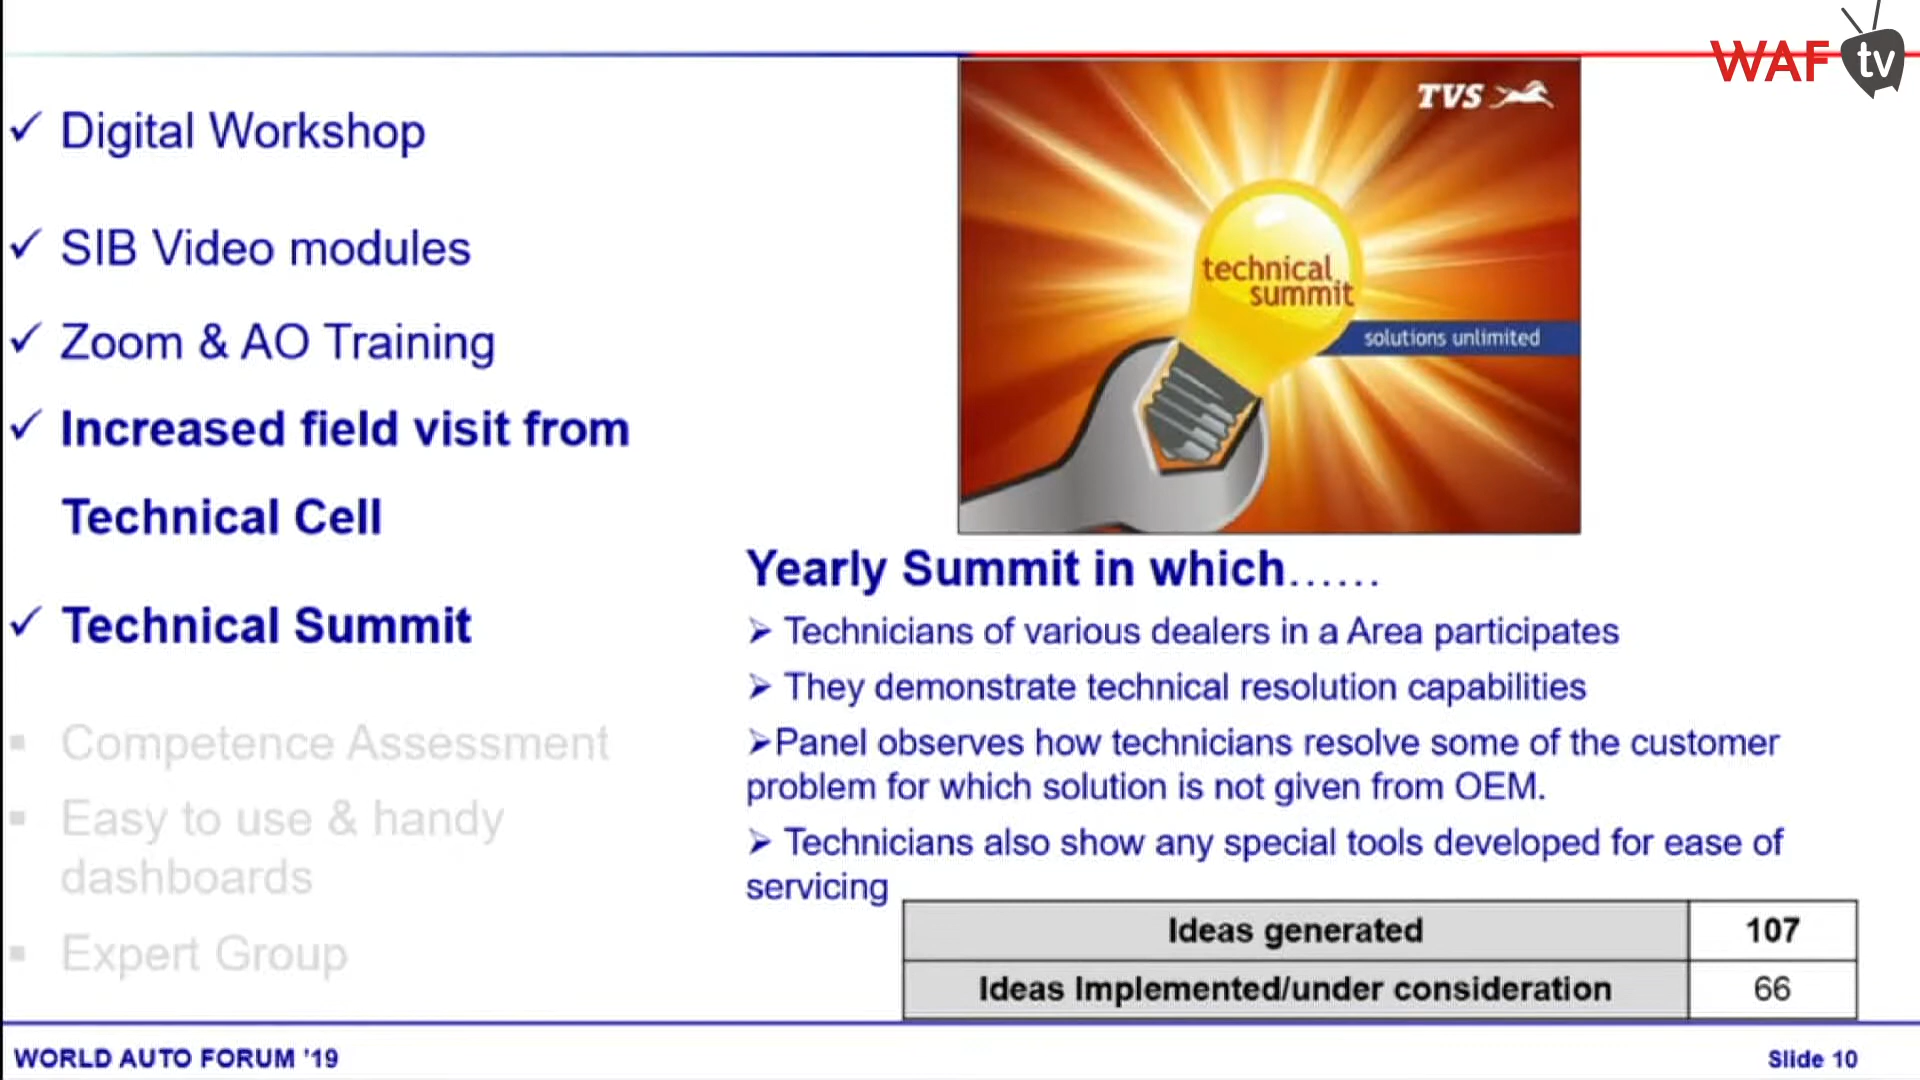 WAF tv
✓ Digital Workshop
✓ SIB Video modules
✓ Zoom & AO Training
✓ Increased field visit from
Technical Cell
✓ Technical Summit
▪ Competence Assessment
▪ Easy to use & handy
dashboards
▪ Expert Group
TVS
technical
summit
solutions unlimited
Yearly Summit in which......
➢ Technicians of various dealers in a Area participates
➢ They demonstrate technical resolution capabilities
➢Panel observes how technicians resolve some of the customer
problem for which solution is not given from OEM.
➢ Technicians also show any special tools developed for ease of
servicing
Ideas generated 107
Ideas Implemented/under consideration 66
WORLD AUTO FORUM '19
Slide 10